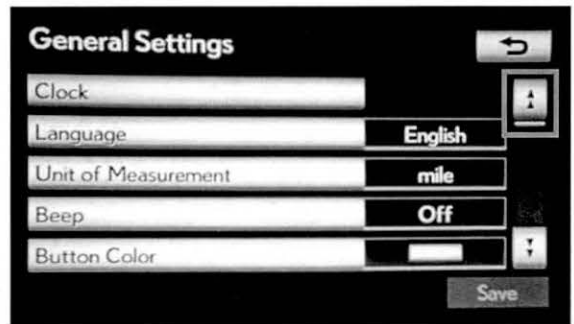 General Settings
Clock
Language English
Unit of Measurement mile
Beep Off
Button Color
Save